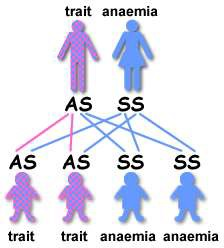 trait anaemia
AS SS
AS AS SS SS
trait trait anaemia anaemia